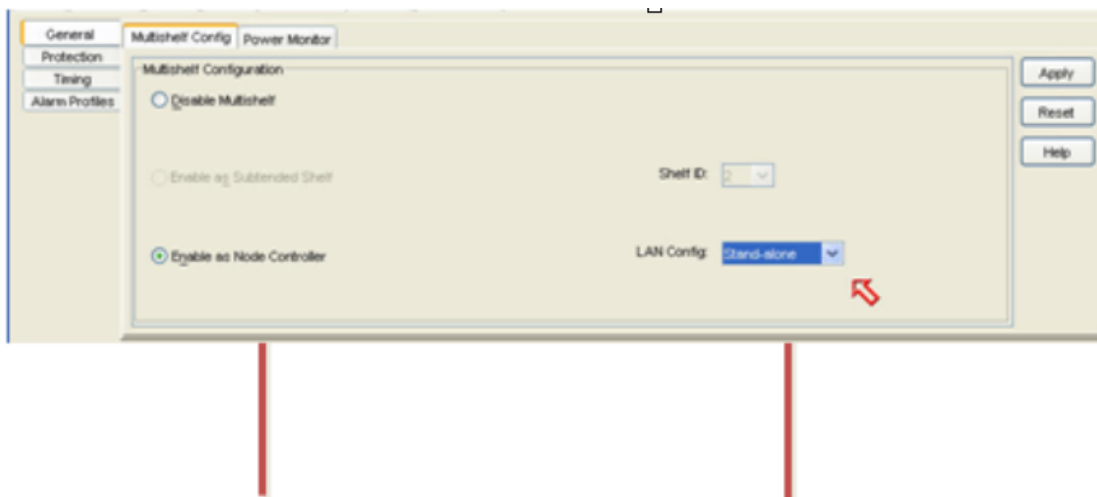 General
Protection
Timing
Alarm Profiles
Multishelf Config
Power Monitor
Multishelf Configuration
Disable Multishelf
Enable as Subtended Shelf
Shelf ID: 2
Enable as Node Controller
LAN Config: Stand-alone
Apply
Reset
Help